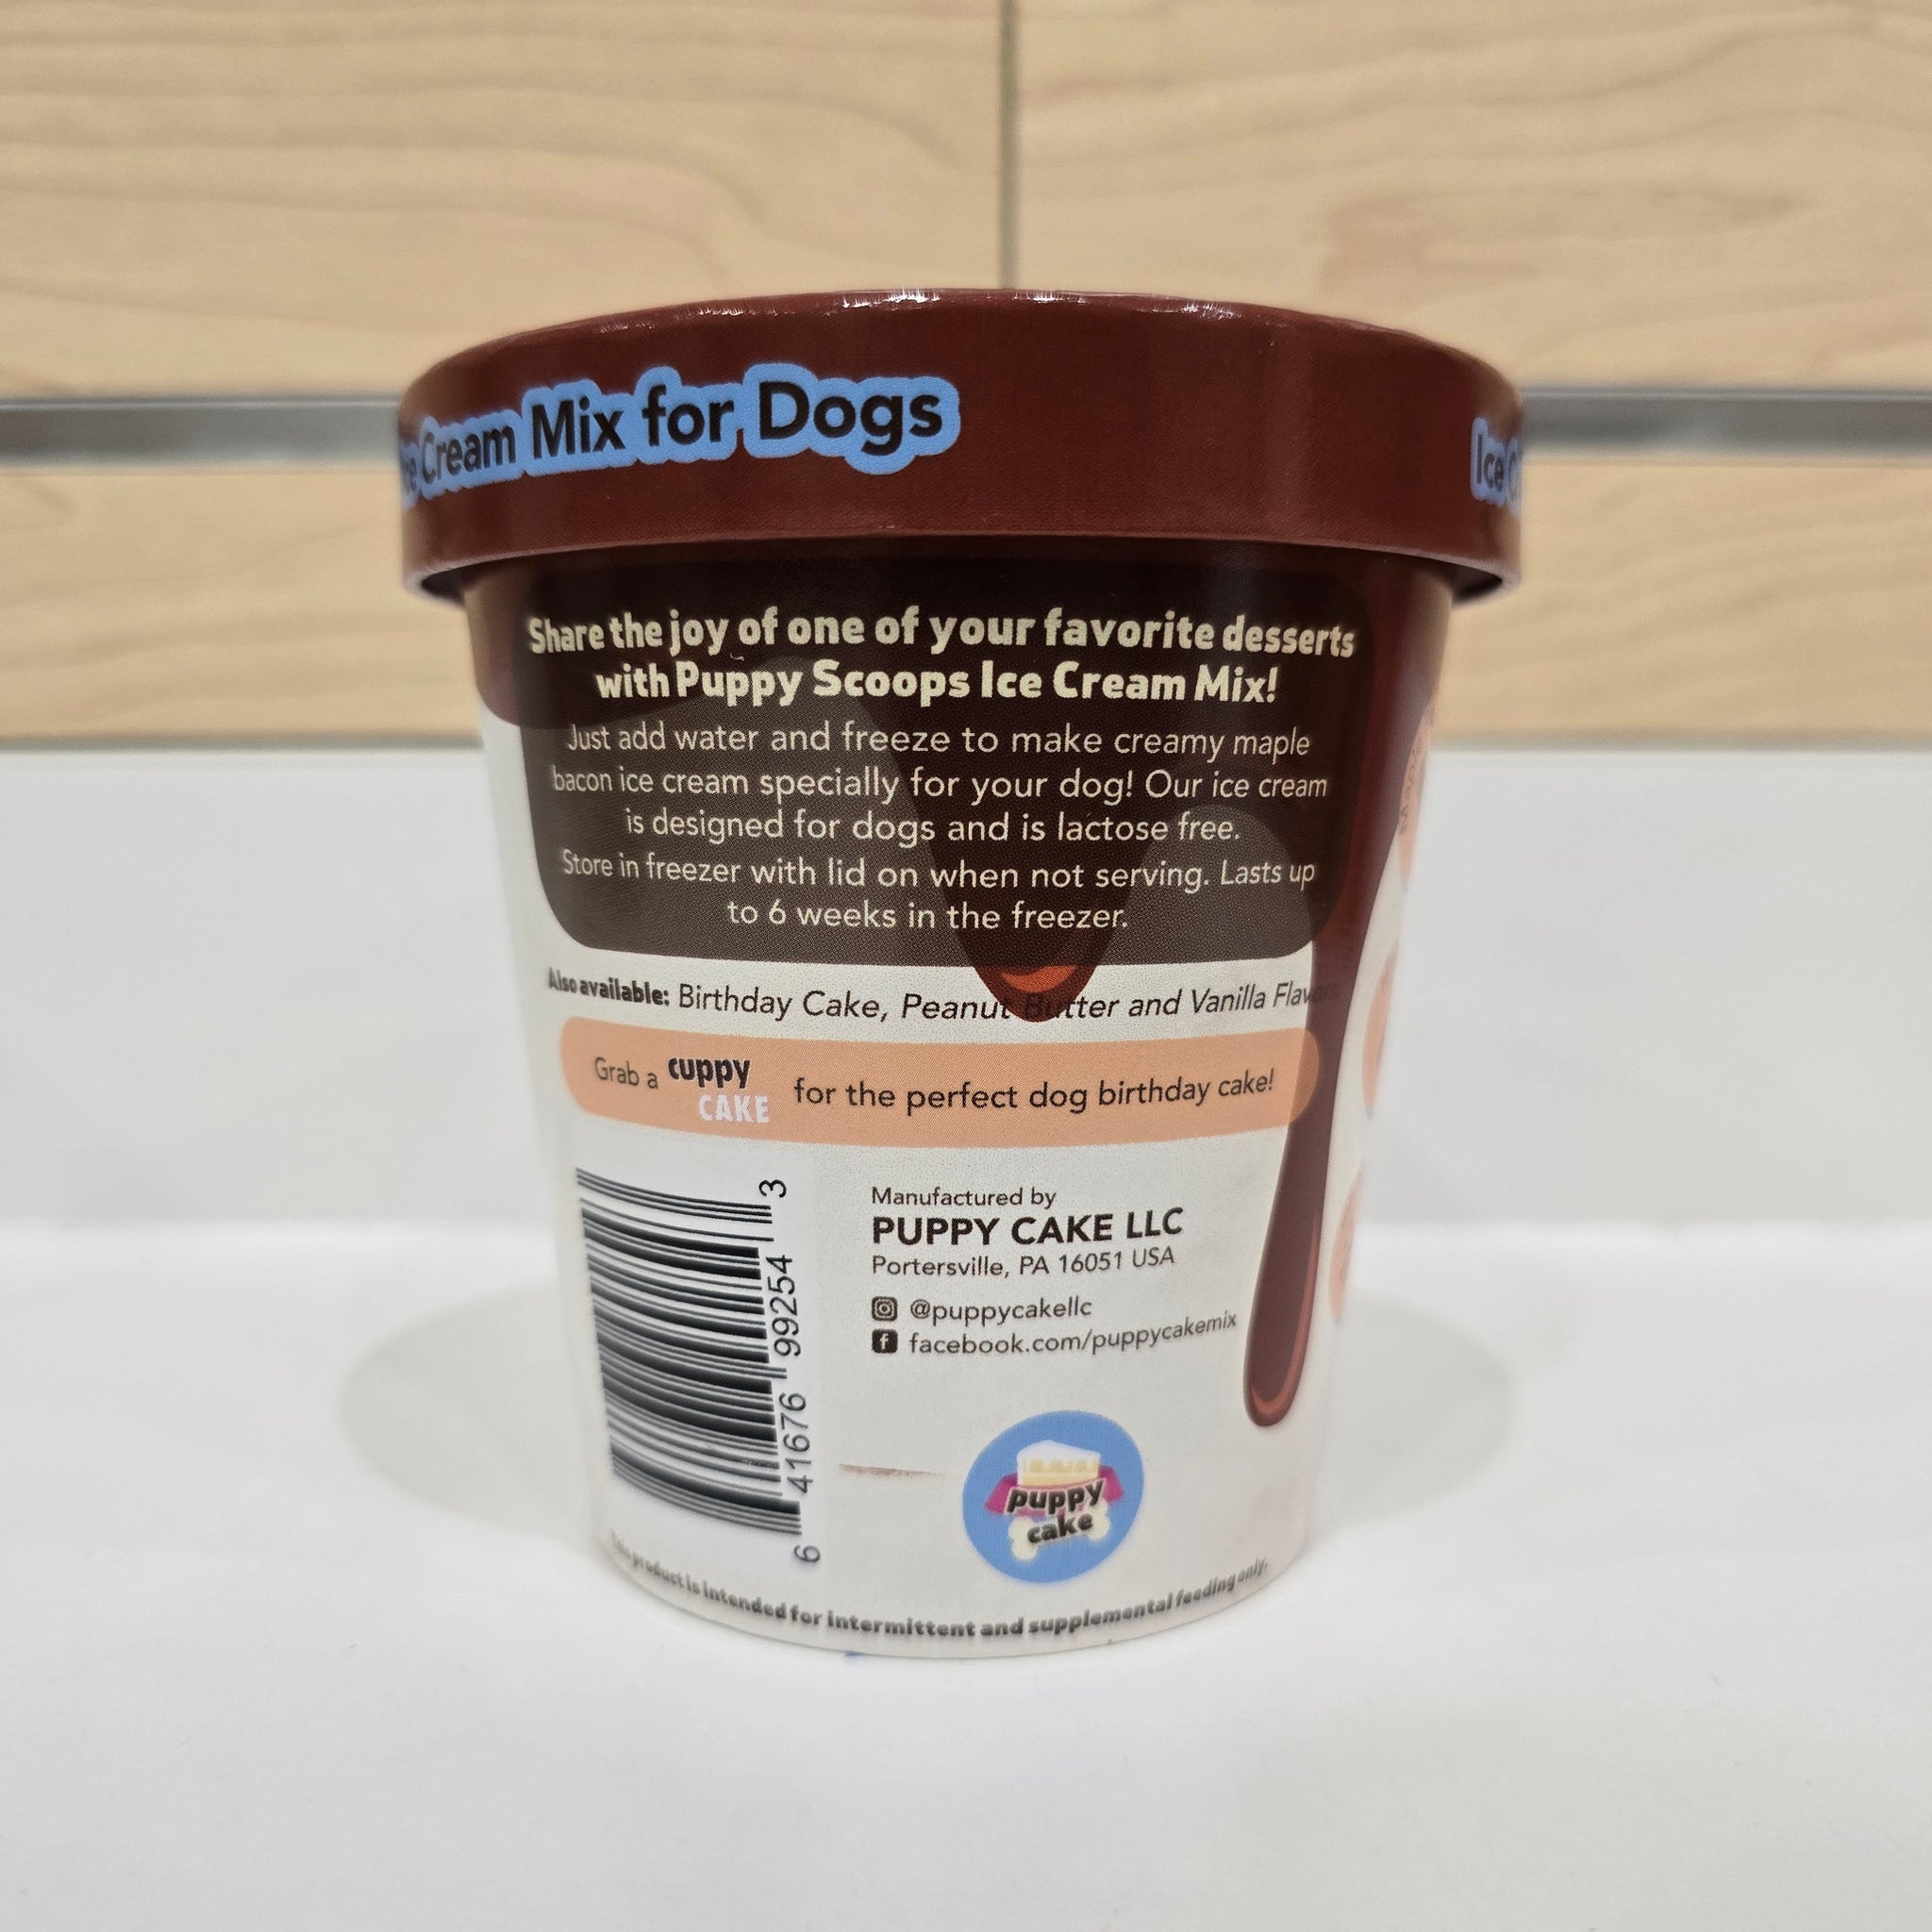 Cream Mix for Dogs
Ice
Share the joy of one of your favorite desserts
with Puppy Scoops Ice Cream Mix!
Just add water and freeze to make creamy maple
bacon ice cream specially for your dog! Our ice cream
is designed for dogs and is lactose free.
Store in freezer with lid on when not serving. Lasts up
to 6 weeks in the freezer.
Also available: Birthday Cake, Peanut Butter and Vanilla Flavors.
Grab a cuppy CAKE for the perfect dog birthday cake!
6 41676 99254 3
Manufactured by
PUPPY CAKE LLC
Portersville, PA 16051 USA
@puppycakellc
facebook.com/puppycakemix
puppy
cake
This product is intended for intermittent and supplemental feeding only.